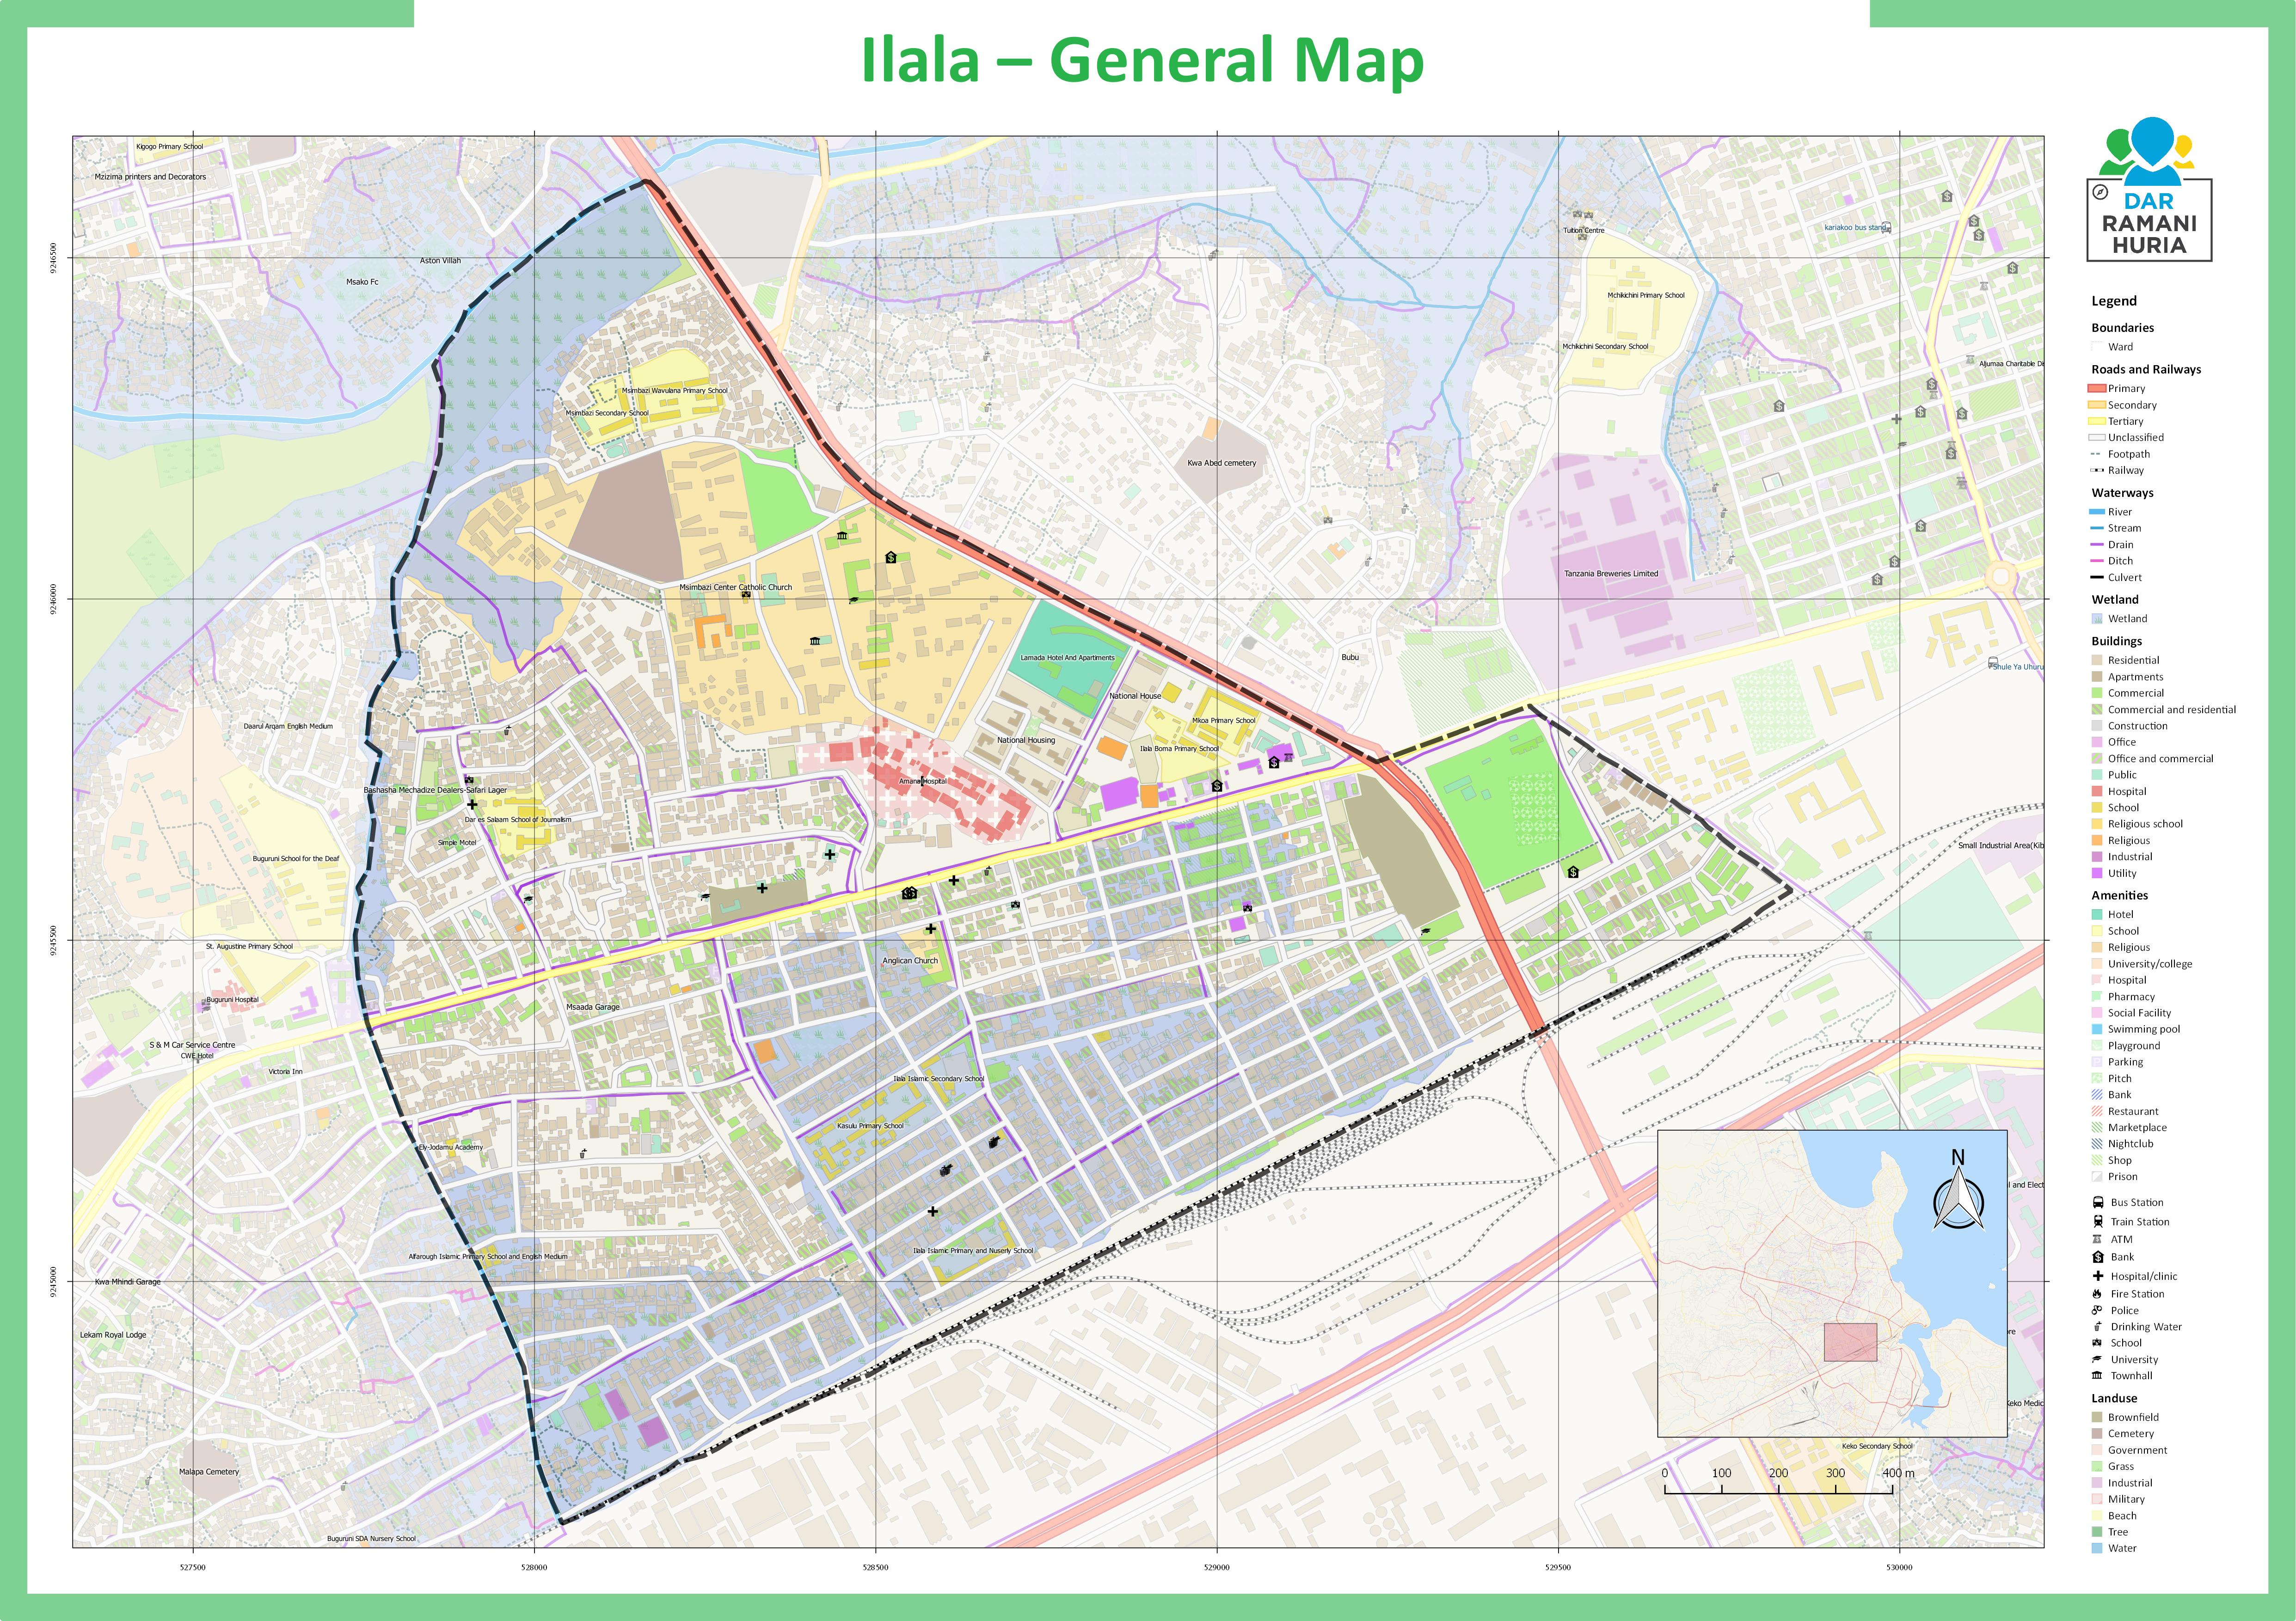 Ilala – General Map
Kigogo Primary School
Mzizima printers and Decorators
Aston Villah
Msako Fc
Tuition Centre
kariakoo bus stand
Mchikichini Primary School
Mchikichini Secondary School
Aljumaa Charitable Di
Msimbazi Wavulana Primary School
Msimbazi Secondary School
Kwa Abed cemetery
Tanzania Breweries Limited
Msimbazi Center Catholic Church
Lamada Hotel And Apartments
Bubu
Shule Ya Uhuru
National House
Mkoa Primary School
Daarul Arqam English Medium
National Housing
Ilala Boma Primary School
Amana Hospital
Bashasha Mechadize Dealers-Safari Lager
Dar es Salaam School of Journalism
Simple Motel
Small Industrial Area(Kib
Buguruni School for the Deaf
St. Augustine Primary School
Anglican Church
Buguruni Hospital
Msaada Garage
S & M Car Service Centre
CWE Hotel
Victoria Inn
Ilala Islamic Secondary School
Kasulu Primary School
Ely-Jodamu Academy
l and Elect
Alfarough Islamic Primary School and English Medium
Ilala Islamic Primary and Nuserly School
Kwa Mhindi Garage
Lekam Royal Lodge
re
Keko Medic
Keko Secondary School
Malapa Cemetery
Buguruni SDA Nursery School
N
0 100 200 300 400 m
9246500
9246000
9245500
9245000
527500 528000 528500 529000 529500 530000
DAR
RAMANI
HURIA
Legend
Boundaries
Ward
Roads and Railways
Primary
Secondary
Tertiary
Unclassified
Footpath
Railway
Waterways
River
Stream
Drain
Ditch
Culvert
Wetland
Wetland
Buildings
Residential
Apartments
Commercial
Commercial and residential
Construction
Office
Office and commercial
Public
Hospital
School
Religious school
Religious
Industrial
Utility
Amenities
Hotel
School
Religious
University/college
Hospital
Pharmacy
Social Facility
Swimming pool
Playground
Parking
Pitch
Bank
Restaurant
Marketplace
Nightclub
Shop
Prison
Bus Station
Train Station
ATM
Bank
Hospital/clinic
Fire Station
Police
Drinking Water
School
University
Townhall
Landuse
Brownfield
Cemetery
Government
Grass
Industrial
Military
Beach
Tree
Water